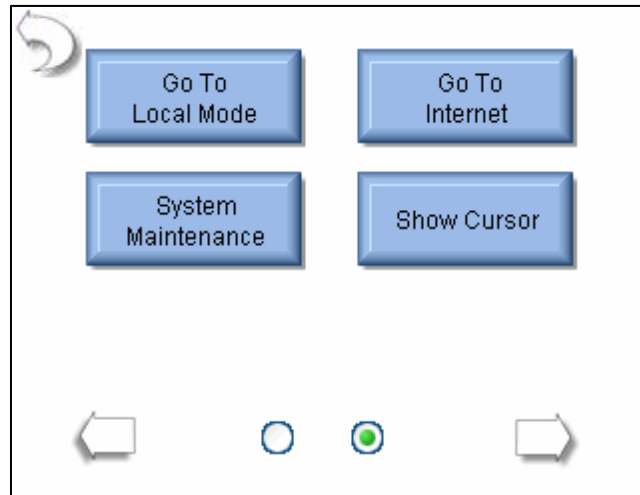 Go To
Local Mode
Go To
Internet
System
Maintenance
Show Cursor